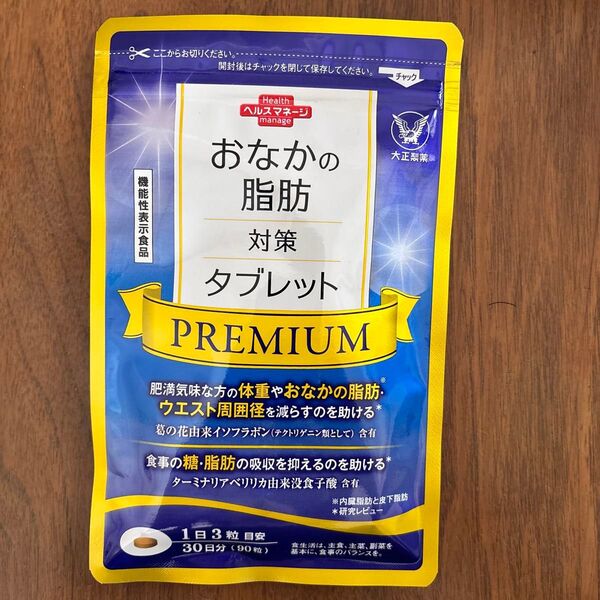 ここからお切りください。
開封後はチャックを閉じて保存してください。
チャック
Health
ヘルスマネージ
manage
大正製薬
機能性表示食品
おなかの
脂肪
対策
タブレット
PREMIUM
肥満気味な方の体重やおなかの脂肪※・
ウエスト周囲径を減らすのを助ける*
葛の花由来イソフラボン(テクトリゲニン類として)含有
食事の糖・脂肪の吸収を抑えるのを助ける*
ターミナリアベリリカ由来没食子酸 含有
※内臓脂肪と皮下脂肪
*研究レビュー
1日3粒 目安
30日分(90粒)
食生活は、主食、主菜、副菜を
基本に、食事のバランスを。